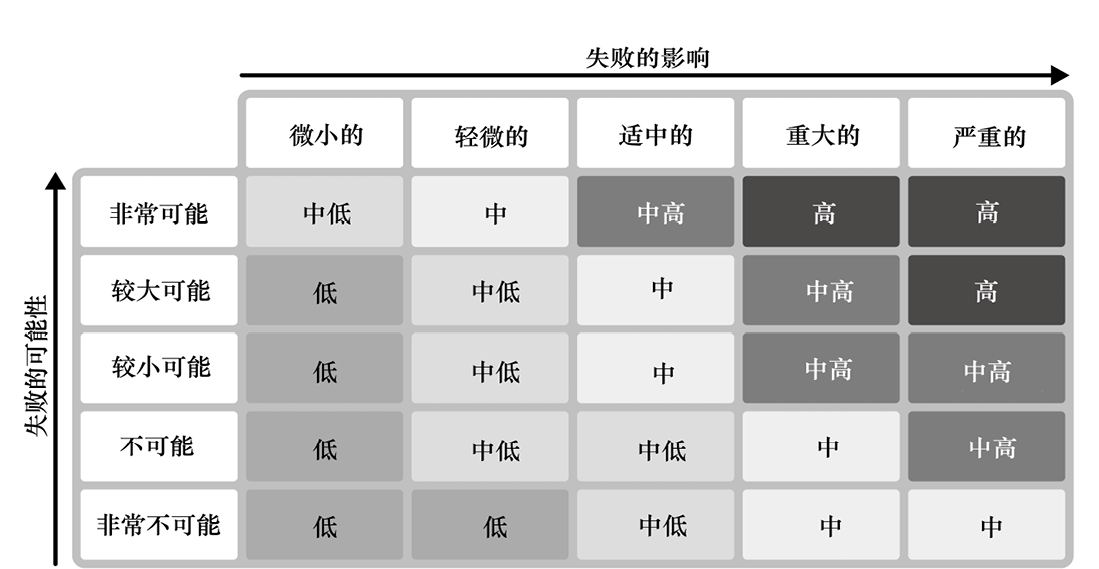 失败的影响
微小的 轻微的 适中的 重大的 严重的
失败的可能性
非常可能 中低 中 中高 高 高
较大可能 低 中低 中 中高 高
较小可能 低 中低 中 中高 中高
不可能 低 中低 中低 中 中高
非常不可能 低 低 中低 中 中